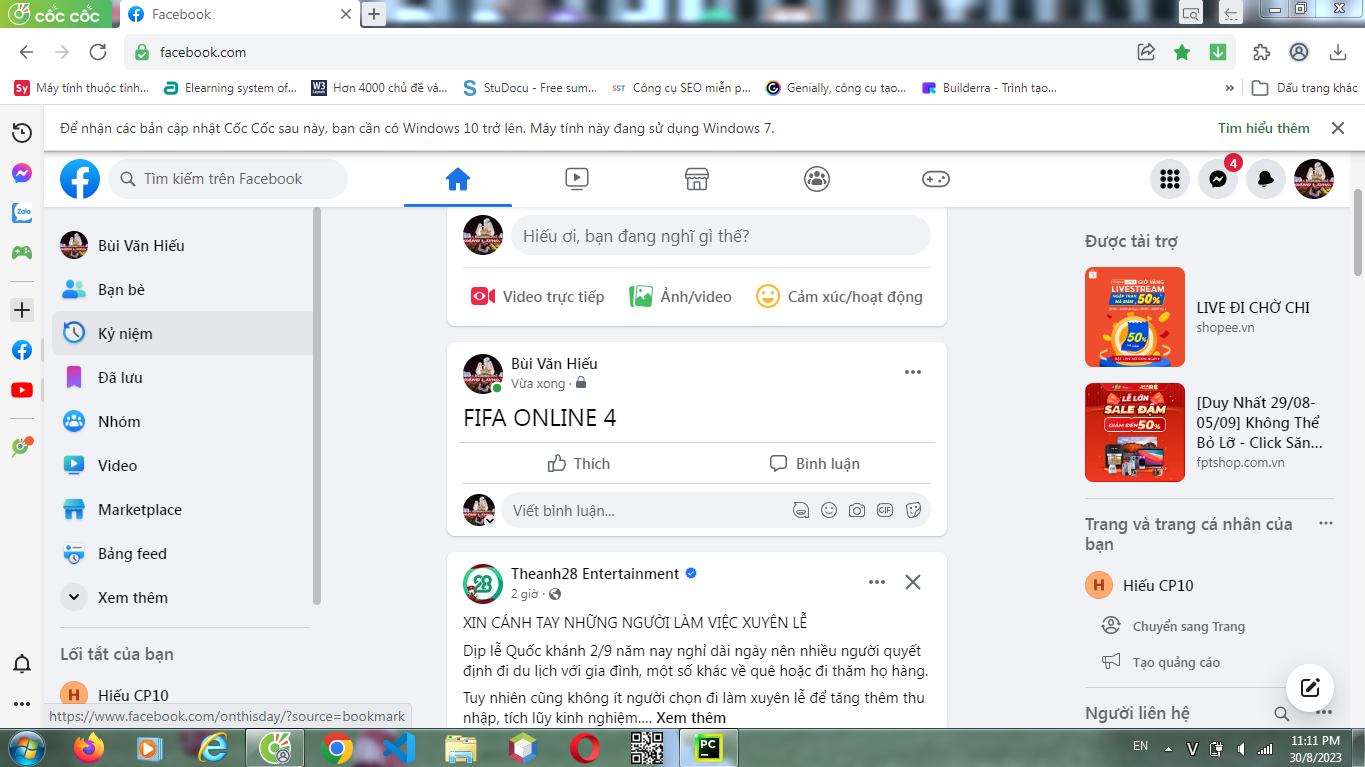 cốc cốc
Facebook
facebook.com
Máy tính thuộc tính...
Elearning system of...
Hơn 4000 chủ đề và...
StuDocu - Free sum...
SST Công cụ SEO miễn p...
Genially, công cụ tạo...
Builderra - Trình tạo...
»
Dấu trang khác
Để nhận các bản cập nhật Cốc Cốc sau này, bạn cần có Windows 10 trở lên. Máy tính này đang sử dụng Windows 7.
Tìm hiểu thêm
Tìm kiếm trên Facebook
4
Zalo
Bùi Văn Hiếu
Bạn bè
Kỷ niệm
Đã lưu
Nhóm
Video
Marketplace
Bảng feed
Xem thêm
Lối tắt của bạn
H Hiếu CP10
https://www.facebook.com/onthisday/?source=bookmark
Hiếu ơi, bạn đang nghĩ gì thế?
Video trực tiếp
Ảnh/video
Cảm xúc/hoạt động
Bùi Văn Hiếu
Vừa xong ·
FIFA ONLINE 4
Thích
Bình luận
Viết bình luận...
GIF
28
Theanh28 Entertainment
2 giờ ·
XIN CÁNH TAY NHỮNG NGƯỜI LÀM VIỆC XUYÊN LỄ
Dịp lễ Quốc khánh 2/9 năm nay nghỉ dài ngày nên nhiều người quyết
định đi du lịch với gia đình, một số khác về quê hoặc đi thăm họ hàng.
Tuy nhiên cũng không ít người chọn đi làm xuyên lễ để tăng thêm thu
nhập, tích lũy kinh nghiệm.... Xem thêm
Được tài trợ
GIỜ VÀNG
LIVESTREAM
50%
50%
LIVE ĐI CHỜ CHI
shopee.vn
LỄ LỚN
SALE ĐẬM
GIẢM ĐẾN 50%
[Duy Nhất 29/08-
05/09] Không Thể
Bỏ Lỡ - Click Săn...
fptshop.com.vn
Trang và trang cá nhân của
bạn
H Hiếu CP10
Chuyển sang Trang
Tạo quảng cáo
Người liên hệ
PC
EN
V
11:11 PM
30/8/2023